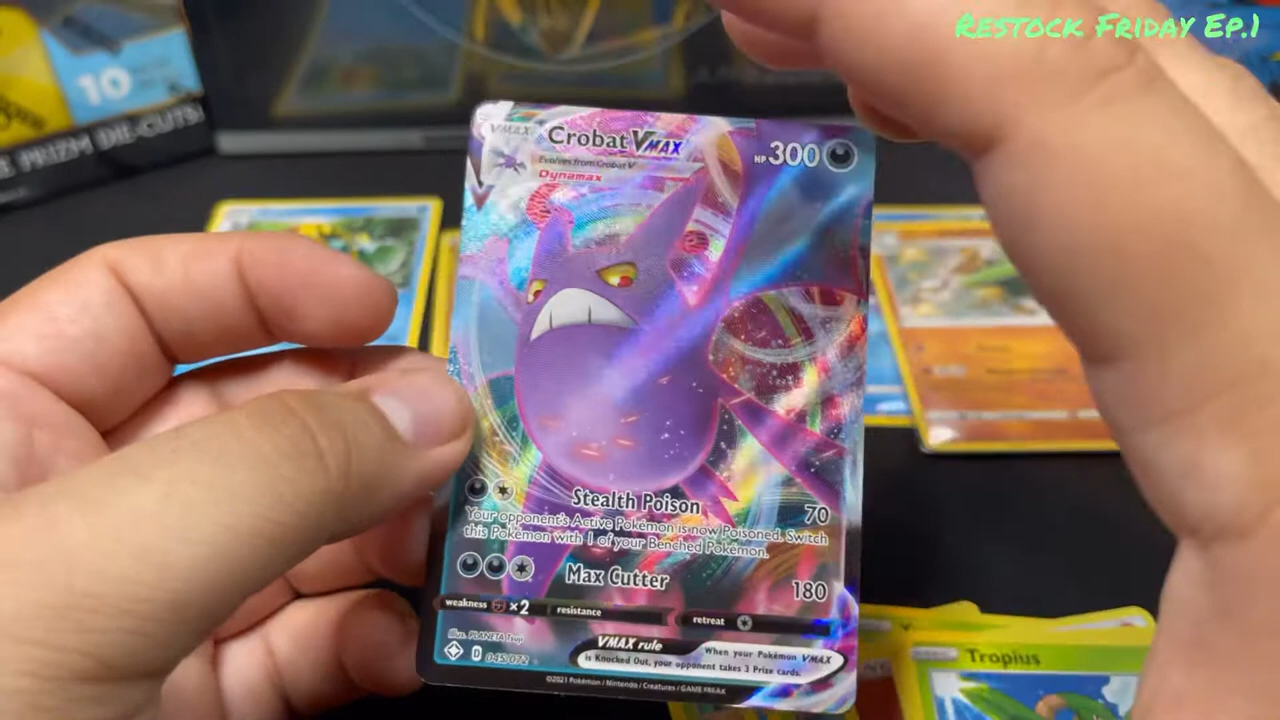 Restock Friday Ep.1
10
PRIZM DIE-CUTS!
VMAX
Crobat VMAX
HP 300
Evolves from Crobat V
Dynamax
Stealth Poison 70
Your opponent's Active Pokémon is now Poisoned. Switch
this Pokémon with 1 of your Benched Pokémon.
Max Cutter 180
weakness ×2 resistance retreat
Illus. PLANETA Tsuji
D 045/072
VMAX rule When your Pokémon VMAX
is Knocked Out, your opponent takes 3 Prize cards.
©2021 Pokémon / Nintendo / Creatures / GAME FREAK
Tropius